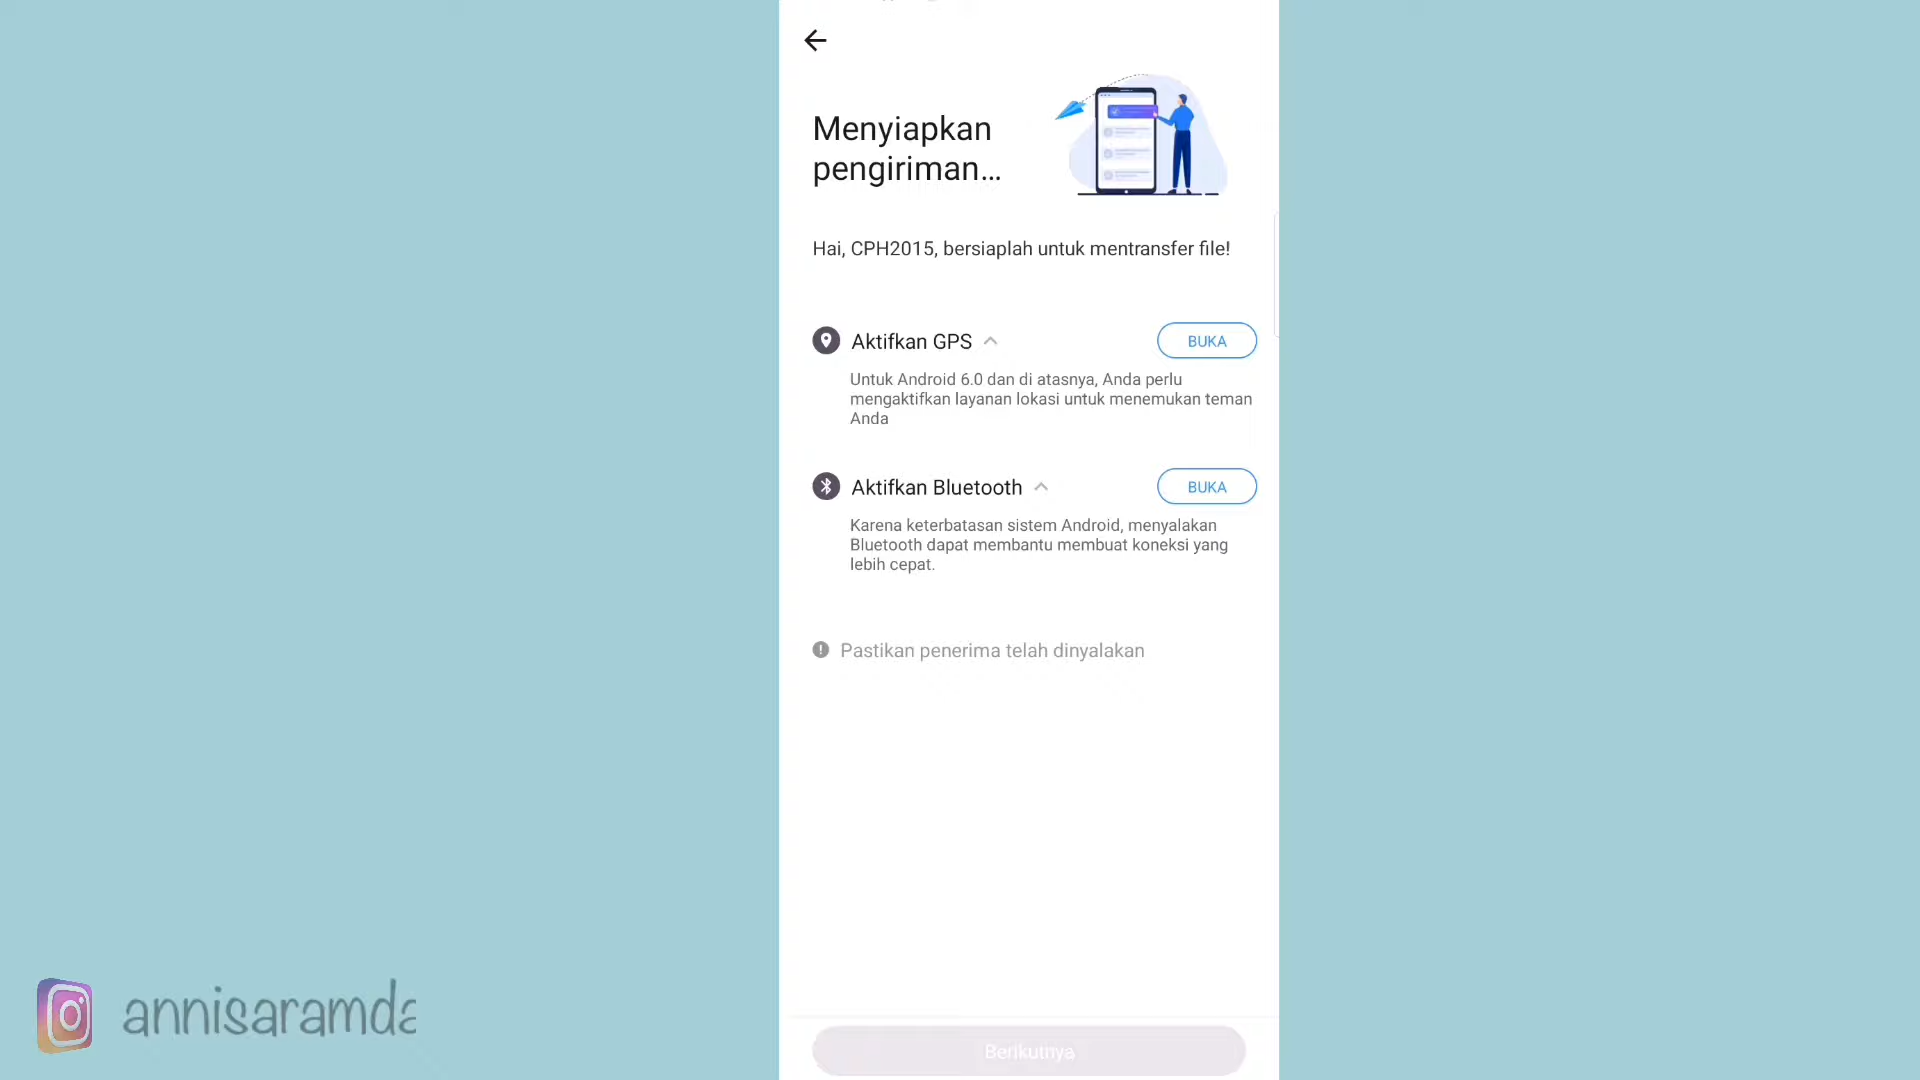 Menyiapkan
pengiriman...
Hai, CPH2015, bersiaplah untuk mentransfer file!
Aktifkan GPS
BUKA
Untuk Android 6.0 dan di atasnya, Anda perlu
mengaktifkan layanan lokasi untuk menemukan teman
Anda
Aktifkan Bluetooth
BUKA
Karena keterbatasan sistem Android, menyalakan
Bluetooth dapat membantu membuat koneksi yang
lebih cepat.
Pastikan penerima telah dinyalakan
Berikutnya
annisaramda